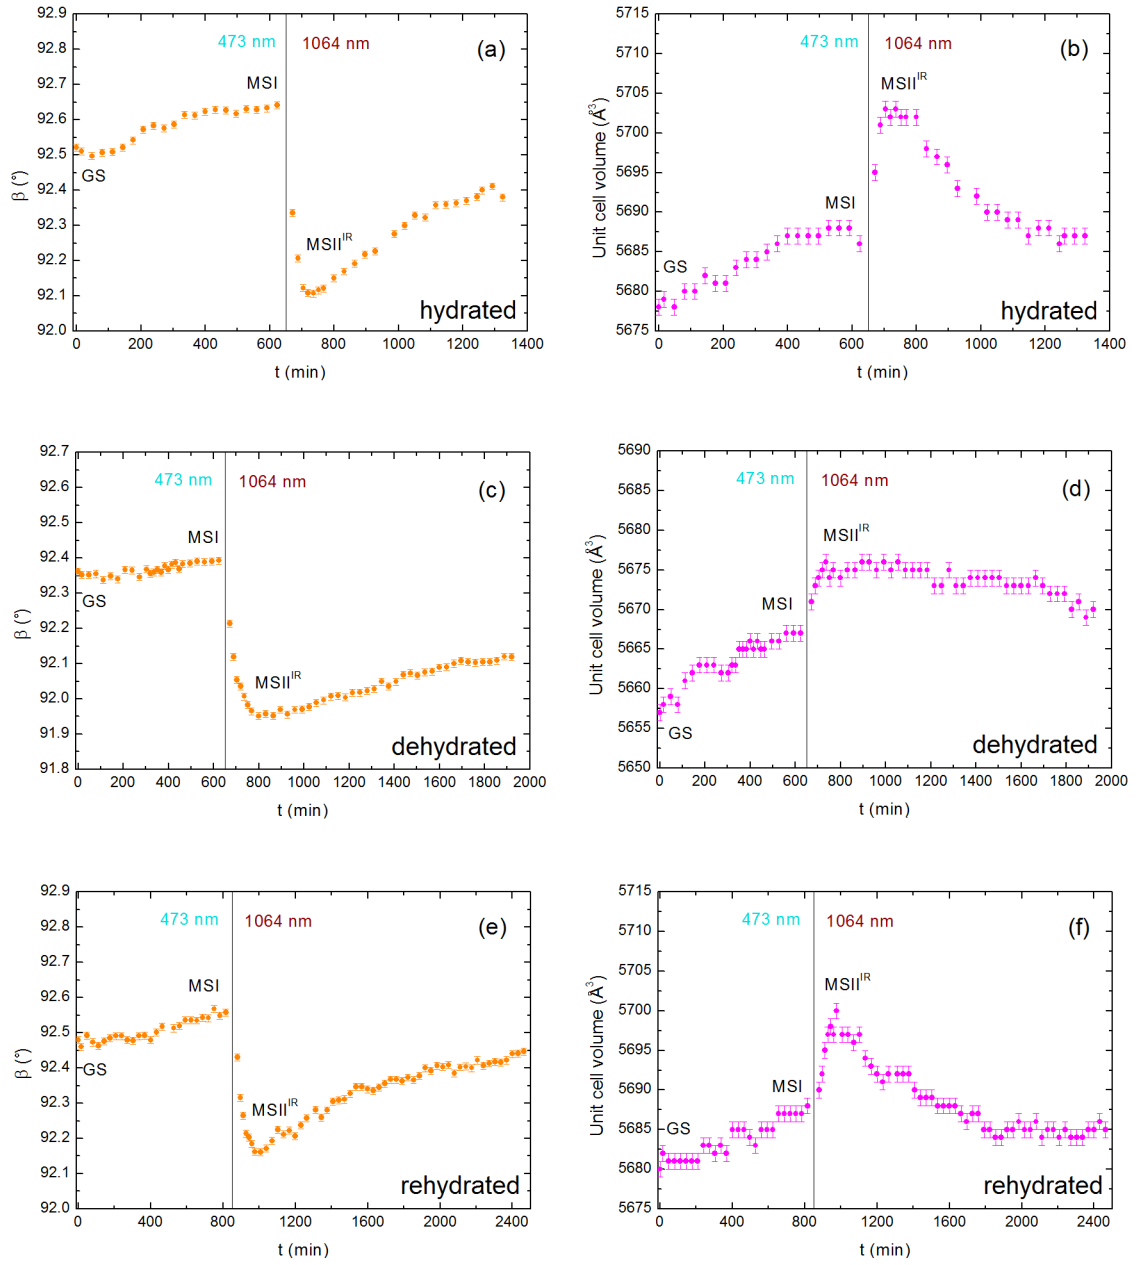 92.9
92.8
92.7
92.6
92.5
92.4
92.3
92.2
92.1
92.0
β (°)
473 nm
1064 nm
(a)
MSI
GS
MSII^IR
hydrated
0 200 400 600 800 1000 1200 1400
t (min)
5715
5710
5705
5700
5695
5690
5685
5680
5675
Unit cell volume (Å³)
473 nm
1064 nm
(b)
MSII^IR
MSI
GS
hydrated
0 200 400 600 800 1000 1200 1400
t (min)
92.7
92.6
92.5
92.4
92.3
92.2
92.1
92.0
91.9
91.8
β (°)
473 nm
1064 nm
(c)
MSI
GS
MSII^IR
dehydrated
0 200 400 600 800 1000 1200 1400 1600 1800 2000
t (min)
5690
5685
5680
5675
5670
5665
5660
5655
5650
Unit cell volume (Å³)
473 nm
1064 nm
(d)
MSII^IR
MSI
GS
dehydrated
0 200 400 600 800 1000 1200 1400 1600 1800 2000
t (min)
92.9
92.8
92.7
92.6
92.5
92.4
92.3
92.2
92.1
92.0
β (°)
473 nm
1064 nm
(e)
MSI
GS
MSII^IR
rehydrated
0 400 800 1200 1600 2000 2400
t (min)
5715
5710
5705
5700
5695
5690
5685
5680
5675
Unit cell volume (Å³)
473 nm
1064 nm
(f)
MSII^IR
MSI
GS
rehydrated
0 400 800 1200 1600 2000 2400
t (min)